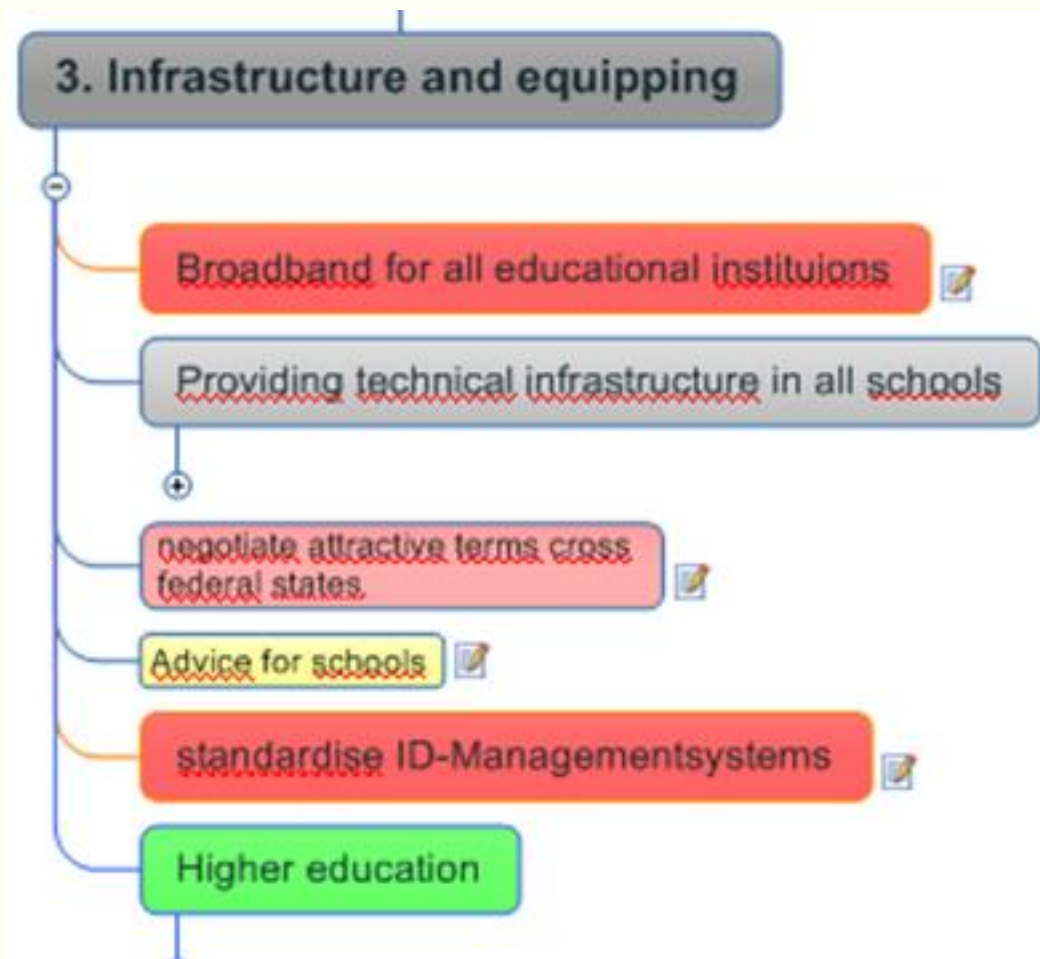 3. Infrastructure and equipping
Broadband for all educational instituions
Providing technical infrastructure in all schools
negotiate attractive terms cross
federal states
Advice for schools
standardise ID-Managementsystems
Higher education